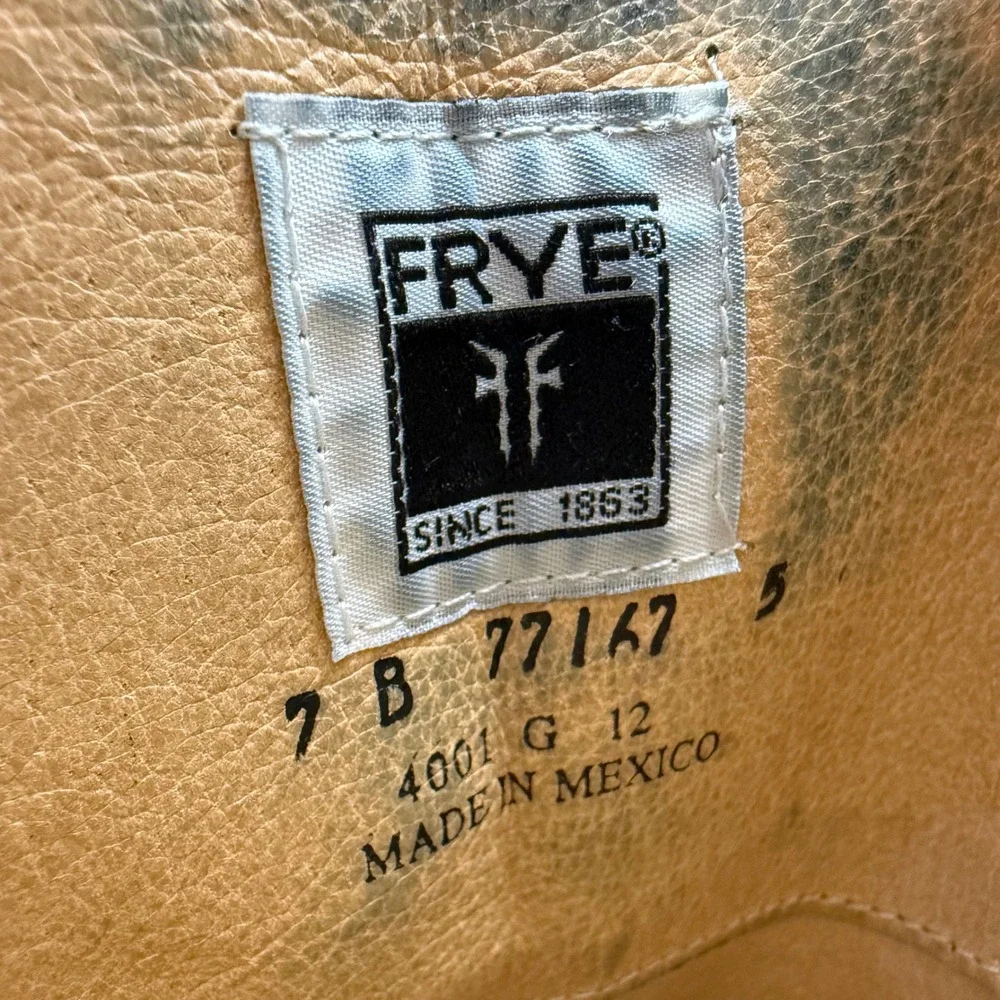 FRYE®
SINCE 1863
7 B 77167 5
4001 G 12
MADE IN MEXICO